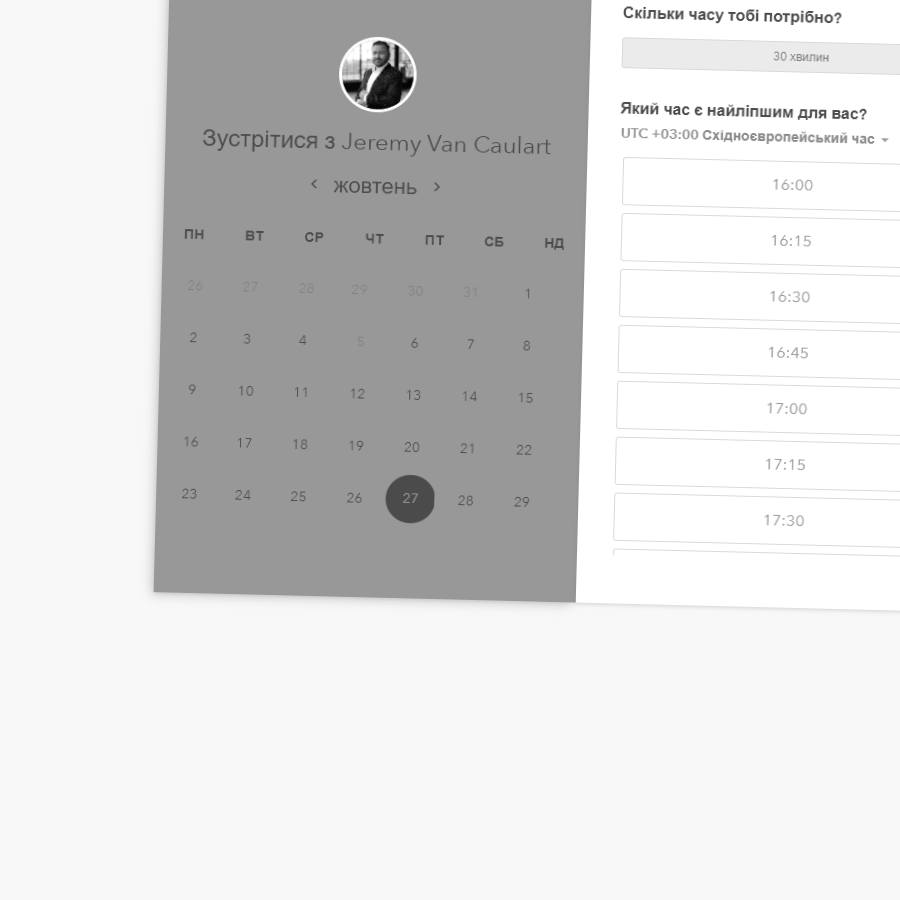 Зустрітися з Jeremy Van Caulart
жовтень
ПН ВТ СР ЧТ ПТ СБ НД
26 27 28 29 30 31 1
2 3 4 5 6 7 8
9 10 11 12 13 14 15
16 17 18 19 20 21 22
23 24 25 26 27 28 29
Скільки часу тобі потрібно?
30 хвилин
Який час є найліпшим для вас?
UTC +03:00 Східноєвропейський час
16:00
16:15
16:30
16:45
17:00
17:15
17:30